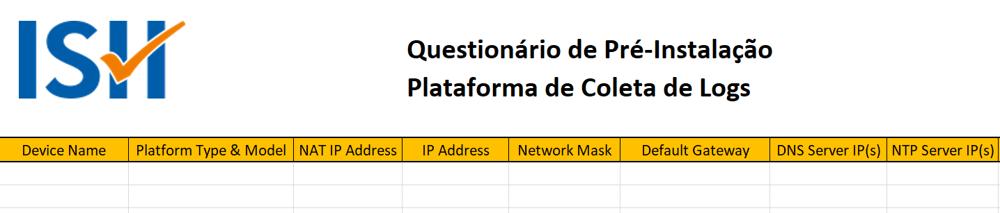 ISH
Questionário de Pré-Instalação
Plataforma de Coleta de Logs
Device Name Platform Type & Model NAT IP Address IP Address Network Mask Default Gateway DNS Server IP(s) NTP Server IP(s)